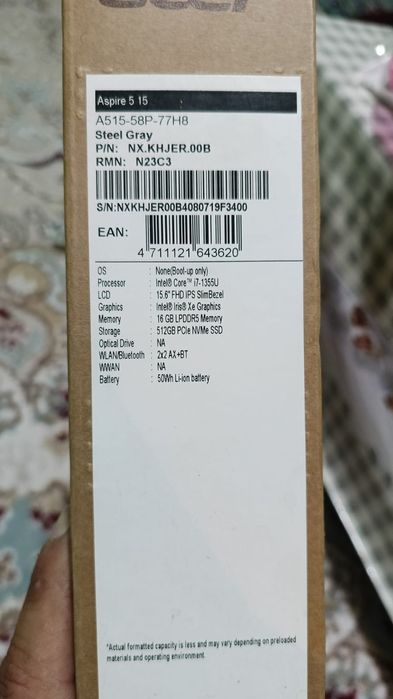 acer
Aspire 5 15
A515-58P-77H8
Steel Gray
P/N: NX.KHJER.00B
RMN: N23C3
S/N:NXKHJER00B4080719F3400
EAN:
4 711121 643620
OS : None(Boot-up only)
Processor : Intel® Core™ i7-1355U
LCD : 15.6" FHD IPS SlimBezel
Graphics : Intel® Iris® Xe Graphics
Memory : 16 GB LPDDR5 Memory
Storage : 512GB PCIe NVMe SSD
Optical Drive : NA
WLAN/Bluetooth : 2x2 AX+BT
WWAN : NA
Battery : 50Wh Li-ion battery
*Actual formatted capacity is less and may vary depending on preloaded
materials and operating environment.